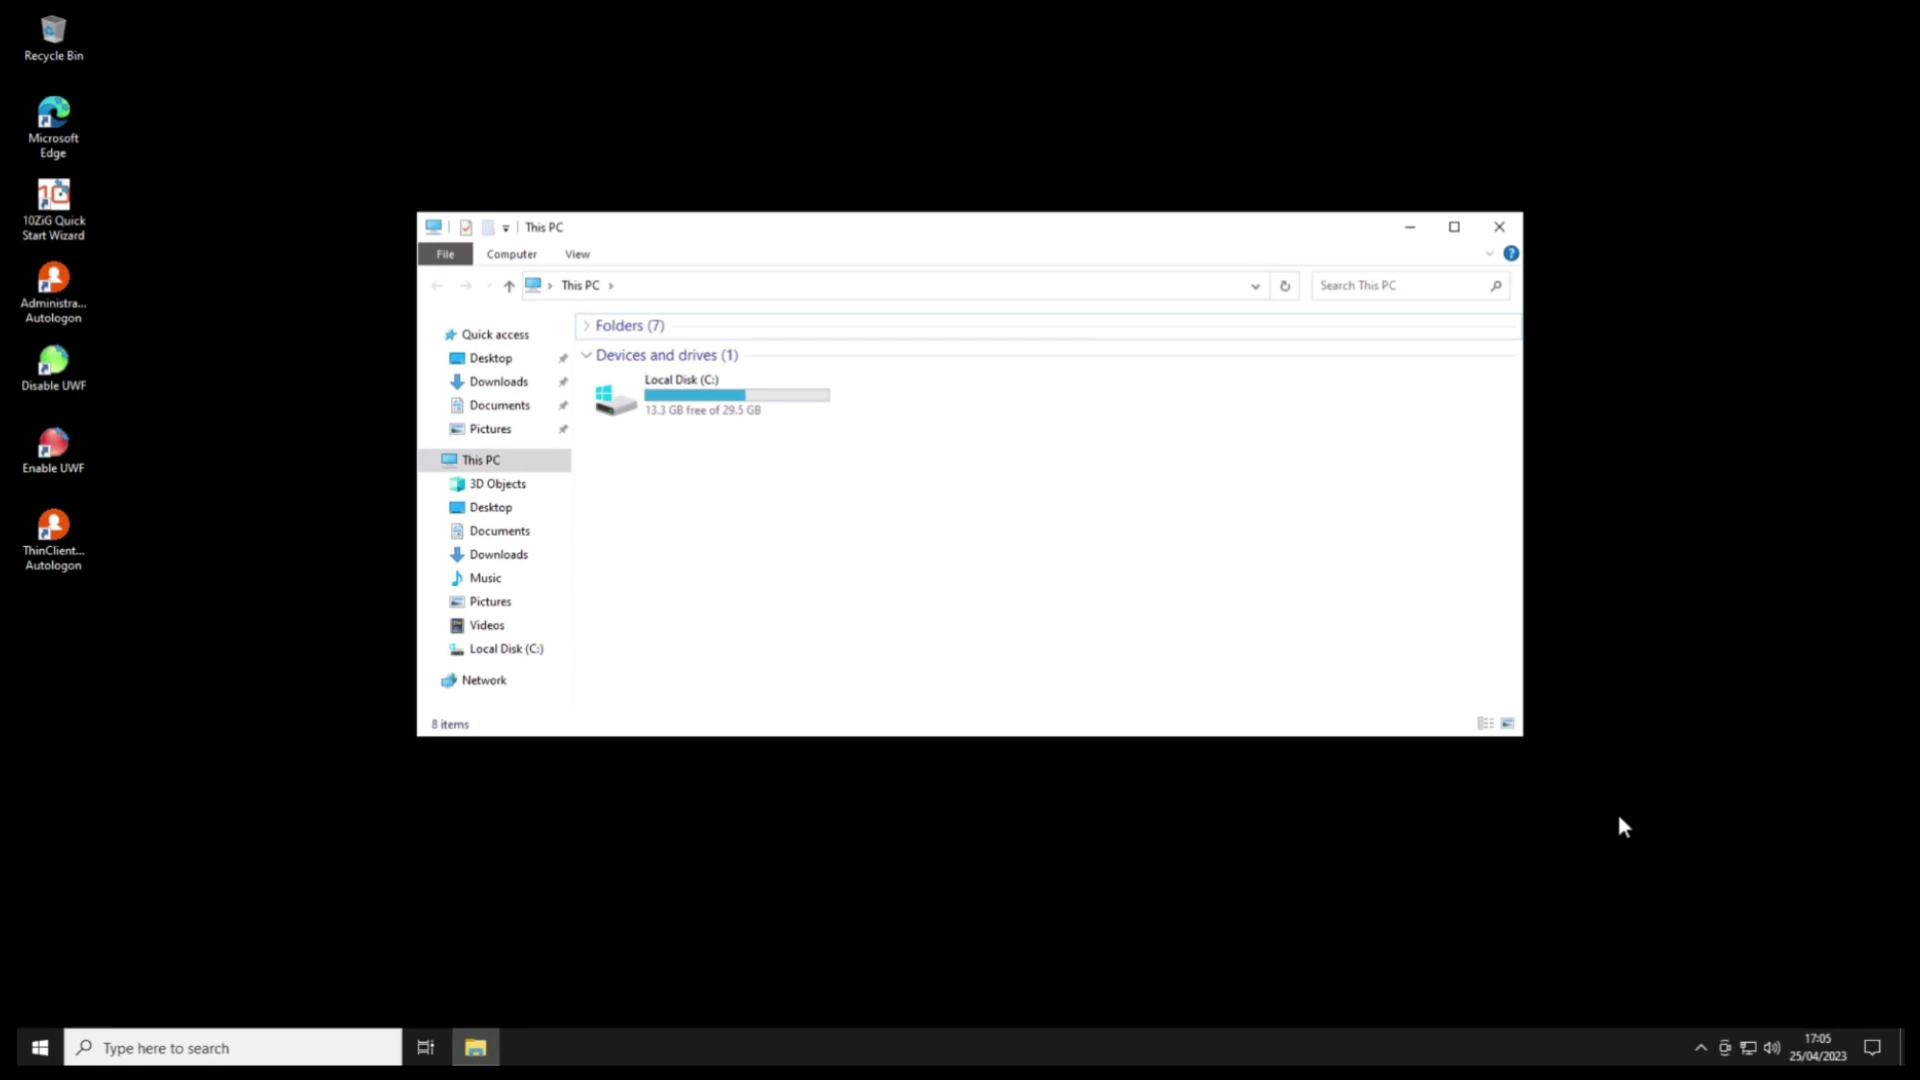 Recycle Bin
Microsoft
Edge
10ZiG Quick
Start Wizard
Administra...
Autologon
Disable UWF
Enable UWF
ThinClient...
Autologon
This PC
File
Computer
View
This PC
Search This PC
Quick access
Desktop
Downloads
Documents
Pictures
This PC
3D Objects
Desktop
Documents
Downloads
Music
Pictures
Videos
Local Disk (C:)
Network
Folders (7)
Devices and drives (1)
Local Disk (C:)
13.3 GB free of 29.5 GB
8 items
Type here to search
17:05
25/04/2023